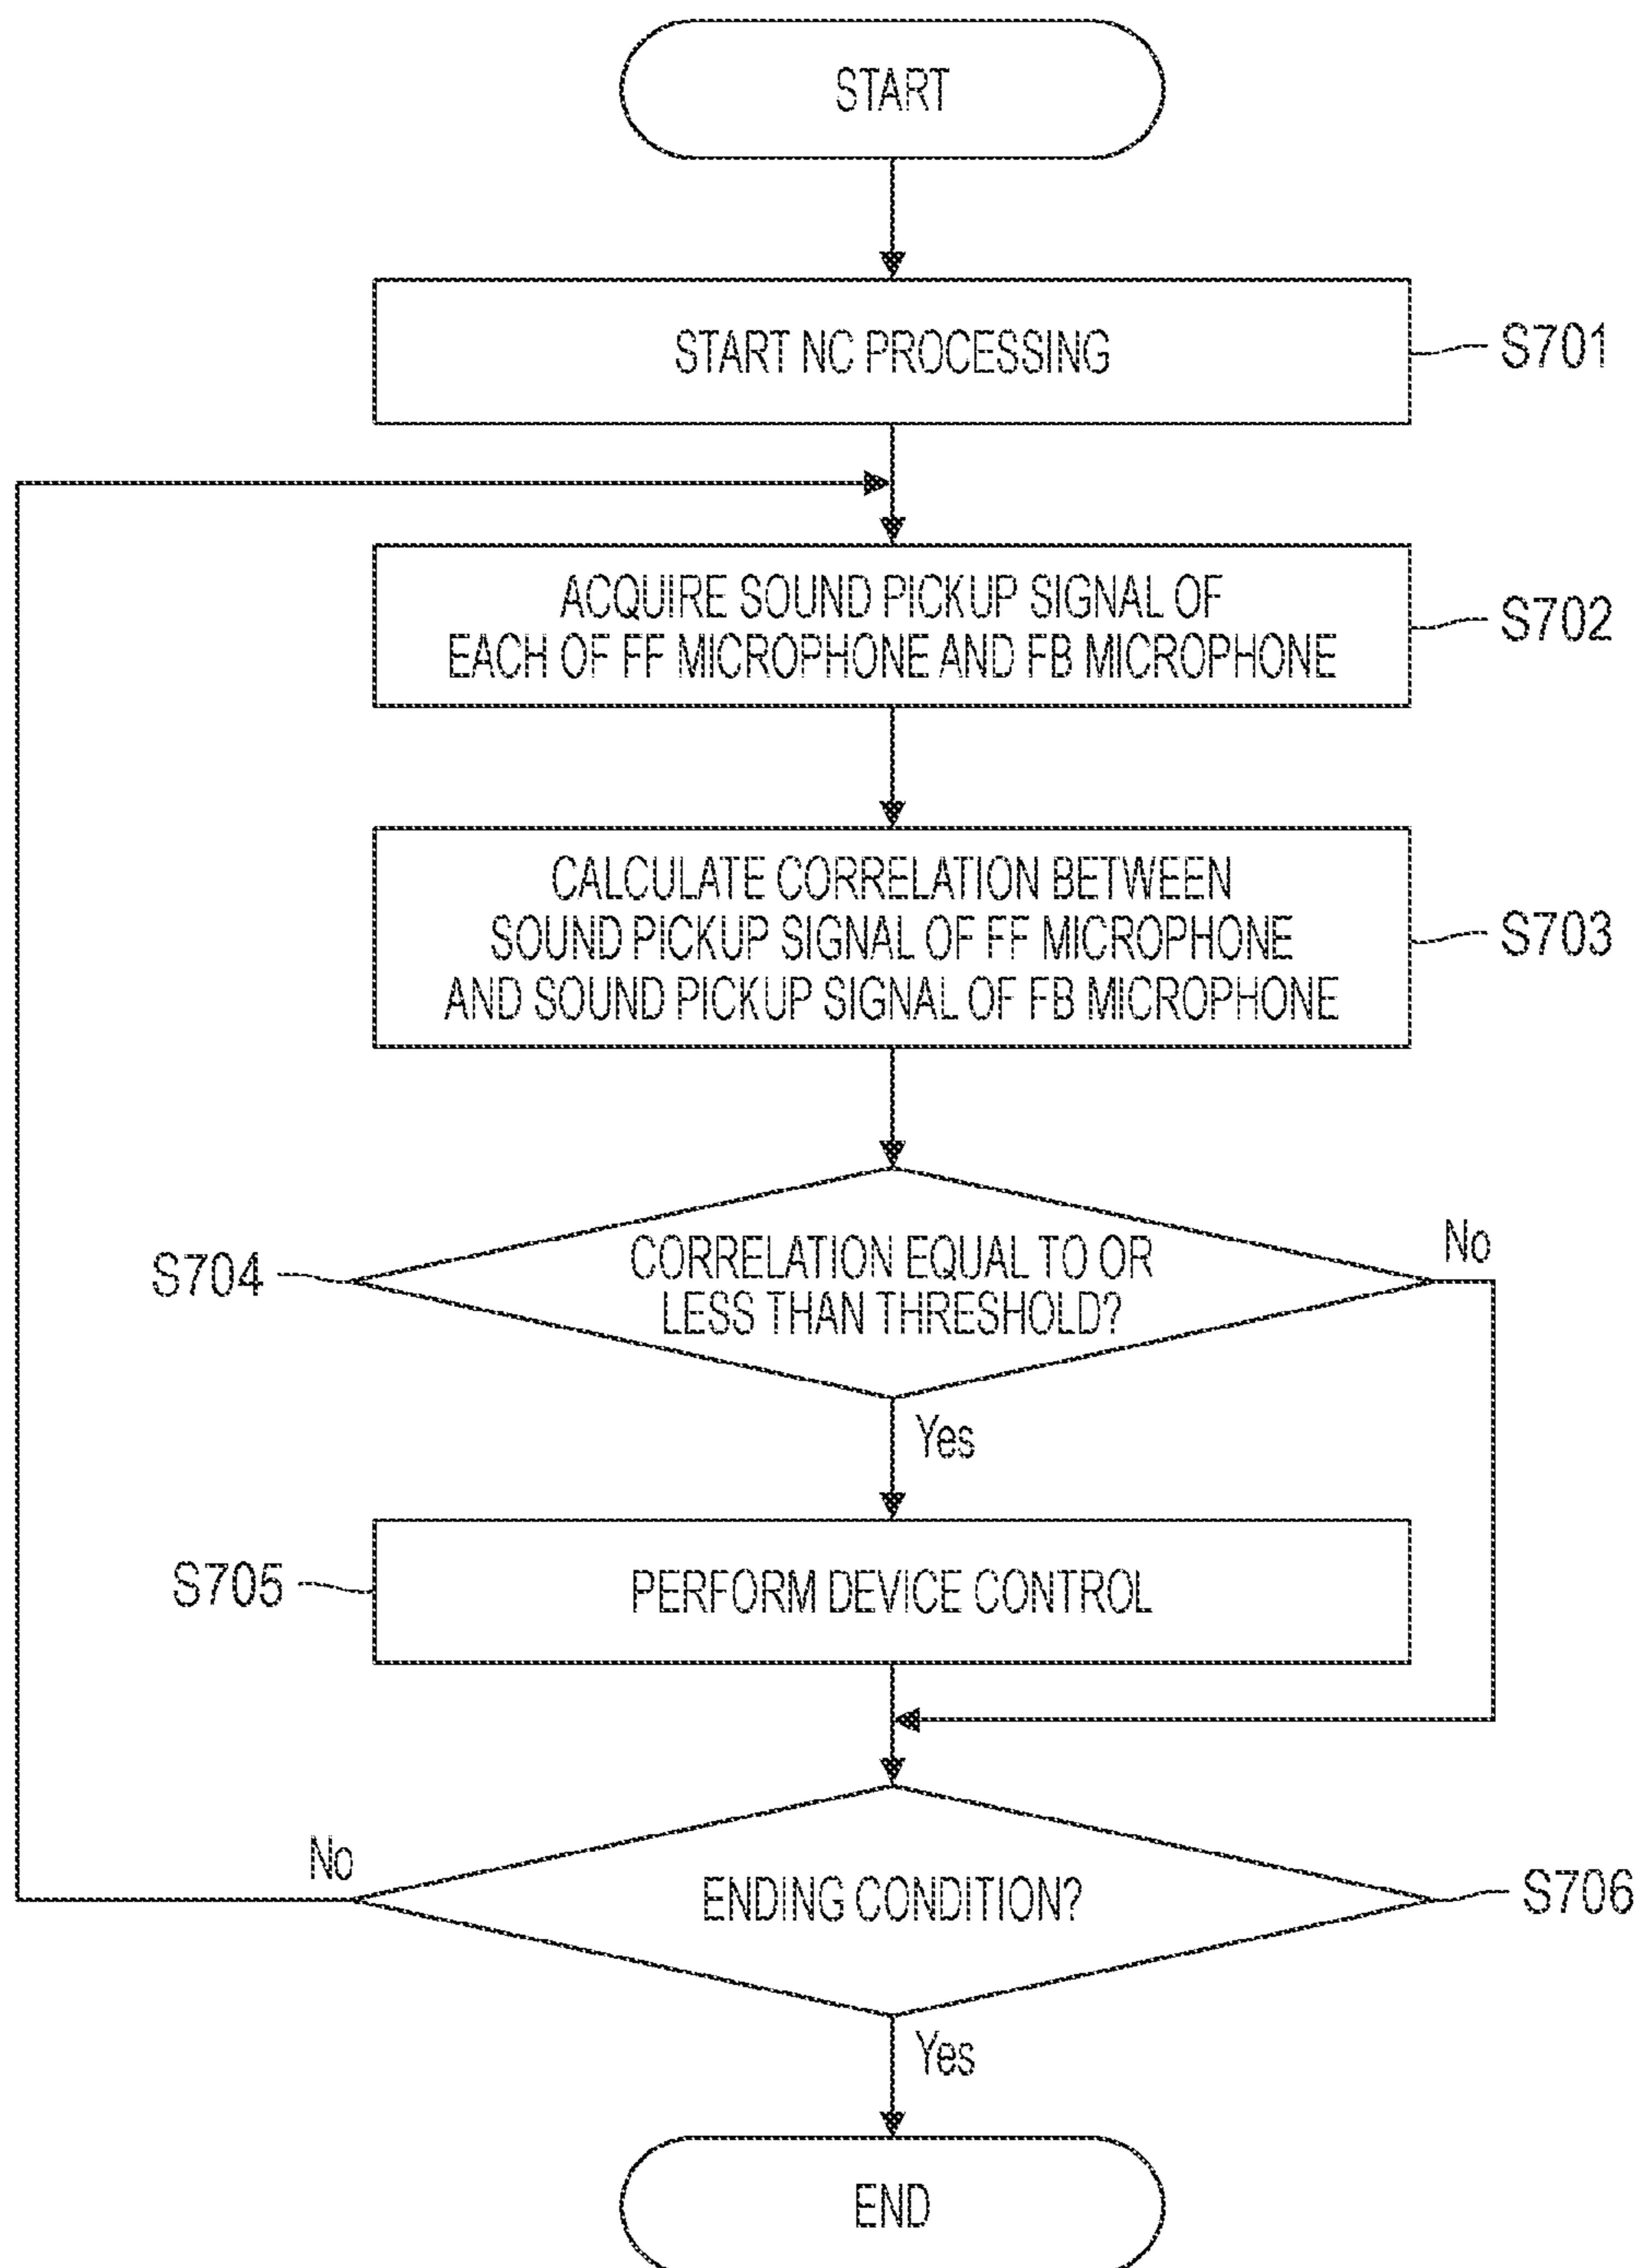 START
START NC PROCESSING
S701
ACQUIRE SOUND PICKUP SIGNAL OF
EACH OF FF MICROPHONE AND FB MICROPHONE
S702
CALCULATE CORRELATION BETWEEN
SOUND PICKUP SIGNAL OF FF MICROPHONE
AND SOUND PICKUP SIGNAL OF FB MICROPHONE
S703
S704
CORRELATION EQUAL TO OR
LESS THAN THRESHOLD?
No
Yes
S705
PERFORM DEVICE CONTROL
No
ENDING CONDITION?
S706
Yes
END